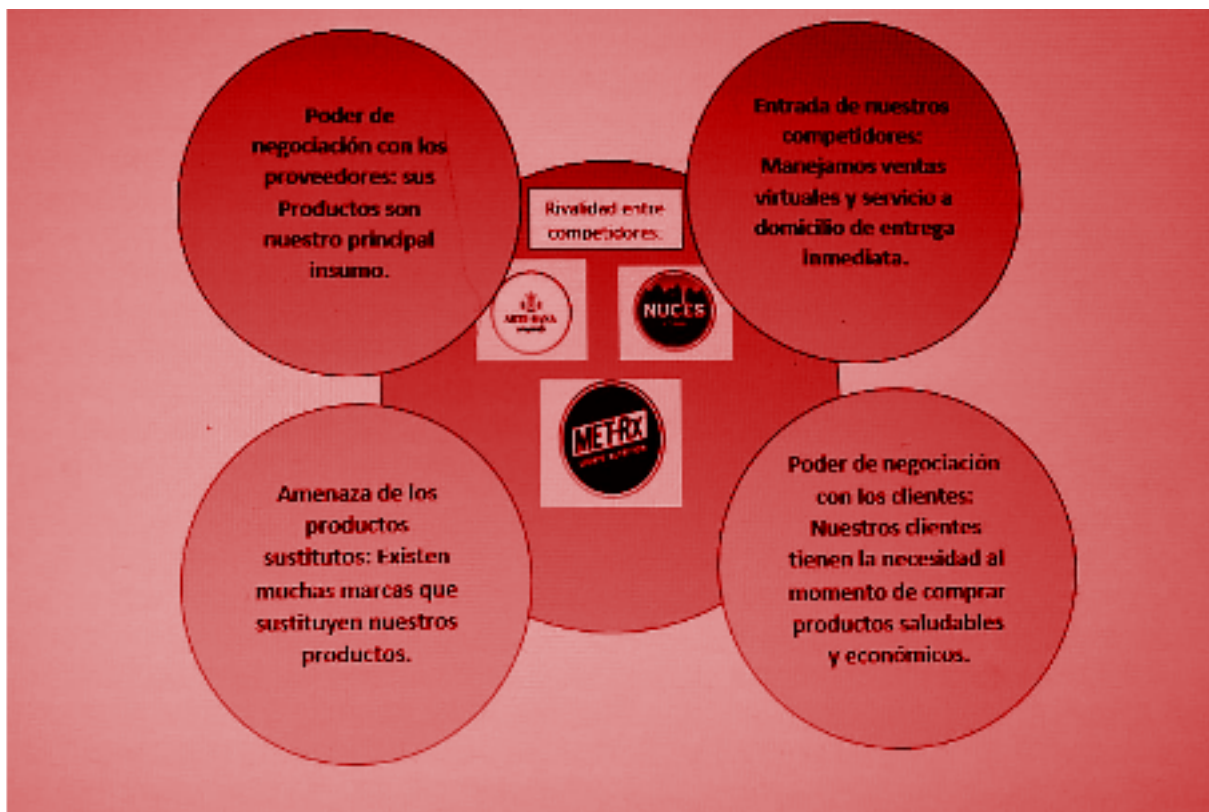 Poder de
negociación con los
proveedores: sus
Productos son
nuestro principal
insumo.
Entrada de nuestros
competidores:
Manejamos ventas
virtuales y servicio a
domicilio de entrega
inmediata.
Rivalidad entre
competidores:
NUCES
MET-RX
Amenaza de los
productos
sustitutos: Existen
muchas marcas que
sustituyen nuestros
productos.
Poder de negociación
con los clientes:
Nuestros clientes
tienen la necesidad al
momento de comprar
productos saludables
y económicos.